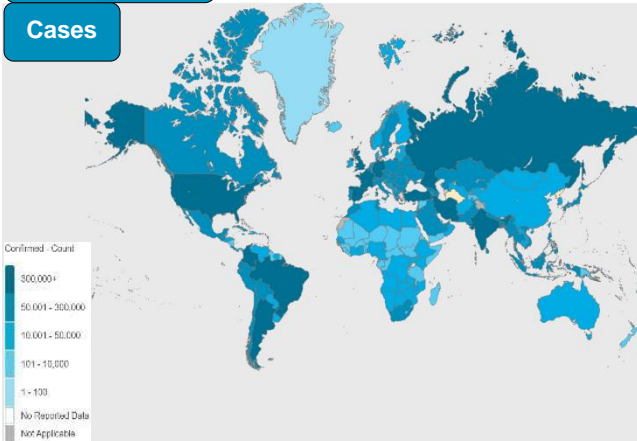 Cases
Confirmed - Count
300,000+
50,001 - 300,000
10,001 - 50,000
101 - 10,000
1 - 100
No Reported Data
Not Applicable